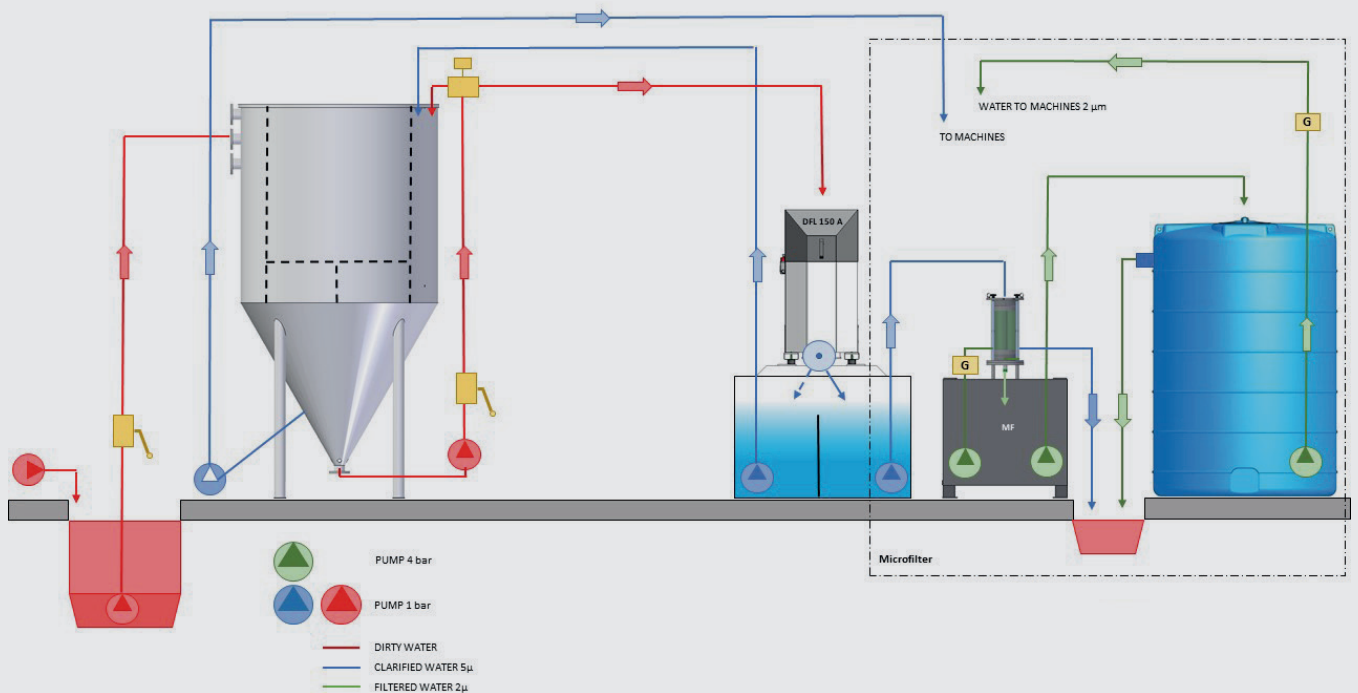 WATER TO MACHINES 2 µm
TO MACHINES
G
DFL 150 A
G
MF
Microfilter
PUMP 4 bar
PUMP 1 bar
DIRTY WATER
CLARIFIED WATER 5µ
FILTERED WATER 2µ